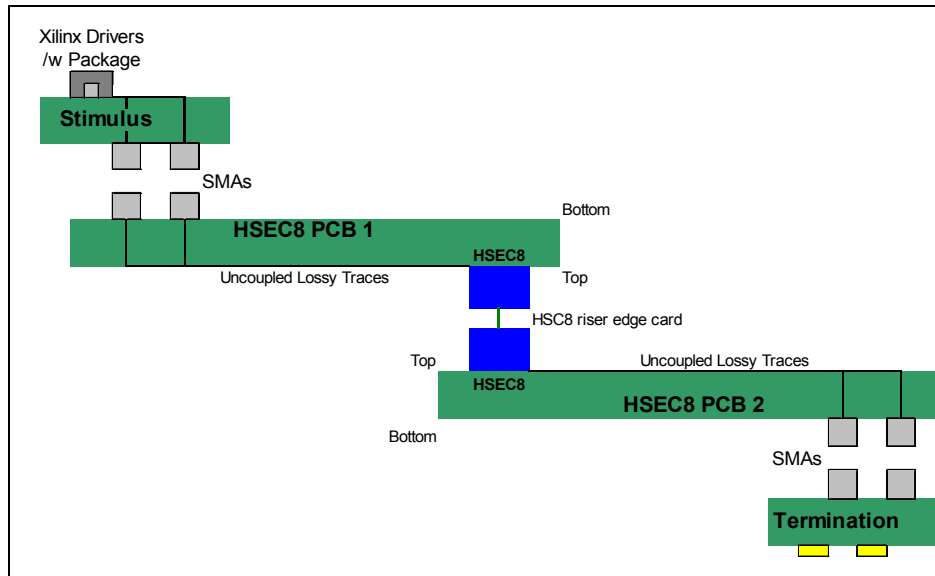 Xilinx Drivers
/w Package
Stimulus
SMAs
Bottom
HSEC8 PCB 1
HSEC8
Uncoupled Lossy Traces
Top
HSC8 riser edge card
Top
Uncoupled Lossy Traces
HSEC8
HSEC8 PCB 2
Bottom
SMAs
Termination